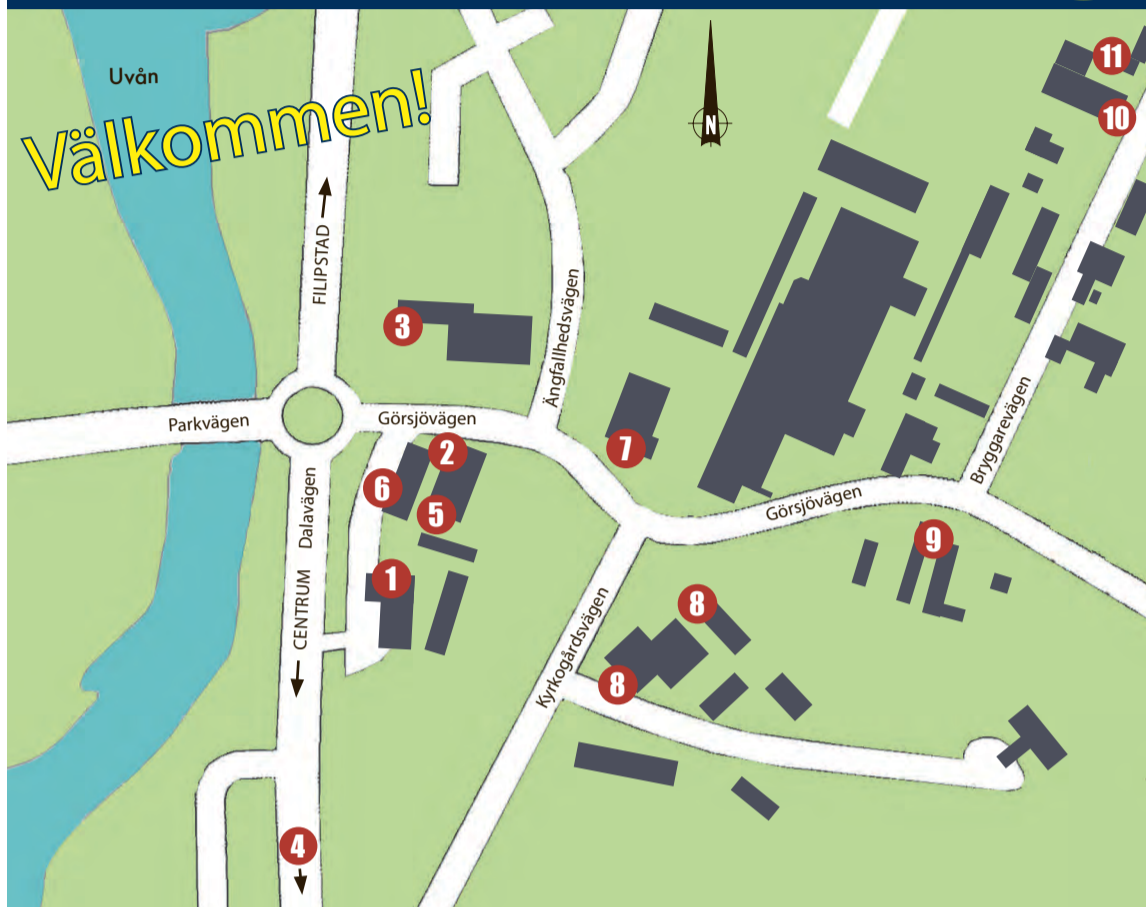 Uvån
Välkommen!
11
10
N
FILIPSTAD
3
Ängfallhedsvägen
Parkvägen
Görsjövägen
2
7
6
5
Bryggarevägen
Görsjövägen
CENTRUM Dalavägen
9
1
8
Kyrkogårdsvägen
8
4